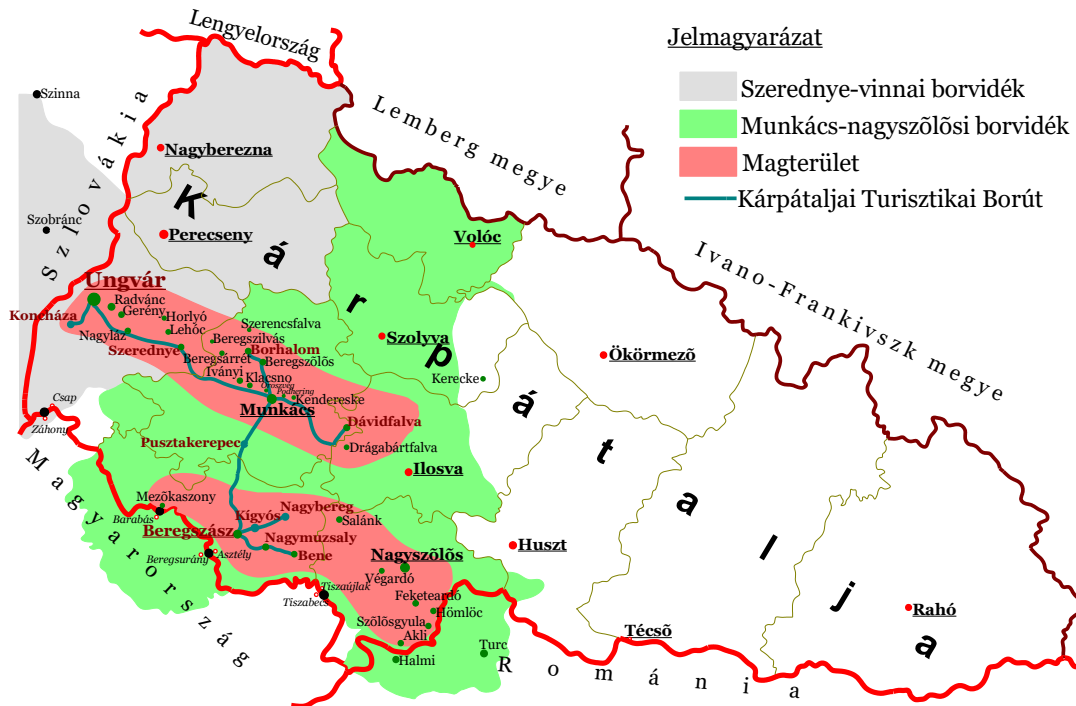 Lengyelország
Jelmagyarázat
Szerednye-vinnai borvidék
Munkács-nagyszõlõsi borvidék
Magterület
Kárpátaljai Turisztikai Borút
Szlovákia
Lemberg megye
Ivano-Frankivszk megye
Magyarország
Románia
Kárpátalja
Szinna
Nagyberezna
Szobránc
Perecseny
Volóc
Ungvár
Koncháza
Radvánc
Gerény
Horlyó
Nagyláz
Lehóc
Szerencsfalva
Beregszilvás
Szerednye
Borhalom
Beregsárrét
Beregszõlõs
Szolyva
Ökörmezõ
Iványi
Klacsno
Oroszvég
Podhering
Kendereske
Kerecke
Munkács
Csap
Záhony
Dávidfalva
Pusztakerepec
Drágabártfalva
Ilosva
Mezõkaszony
Barabás
Nagybereg
Kígyós
Salánk
Beregszász
Nagymuzsaly
Bene
Beregsurány
Asztély
Nagyszõlõs
Huszt
Végardó
Tiszaújlak
Tiszabecs
Feketeardó
Hömlöc
Szõlõsgyula
Akli
Halmi
Turc
Técsõ
Rahó